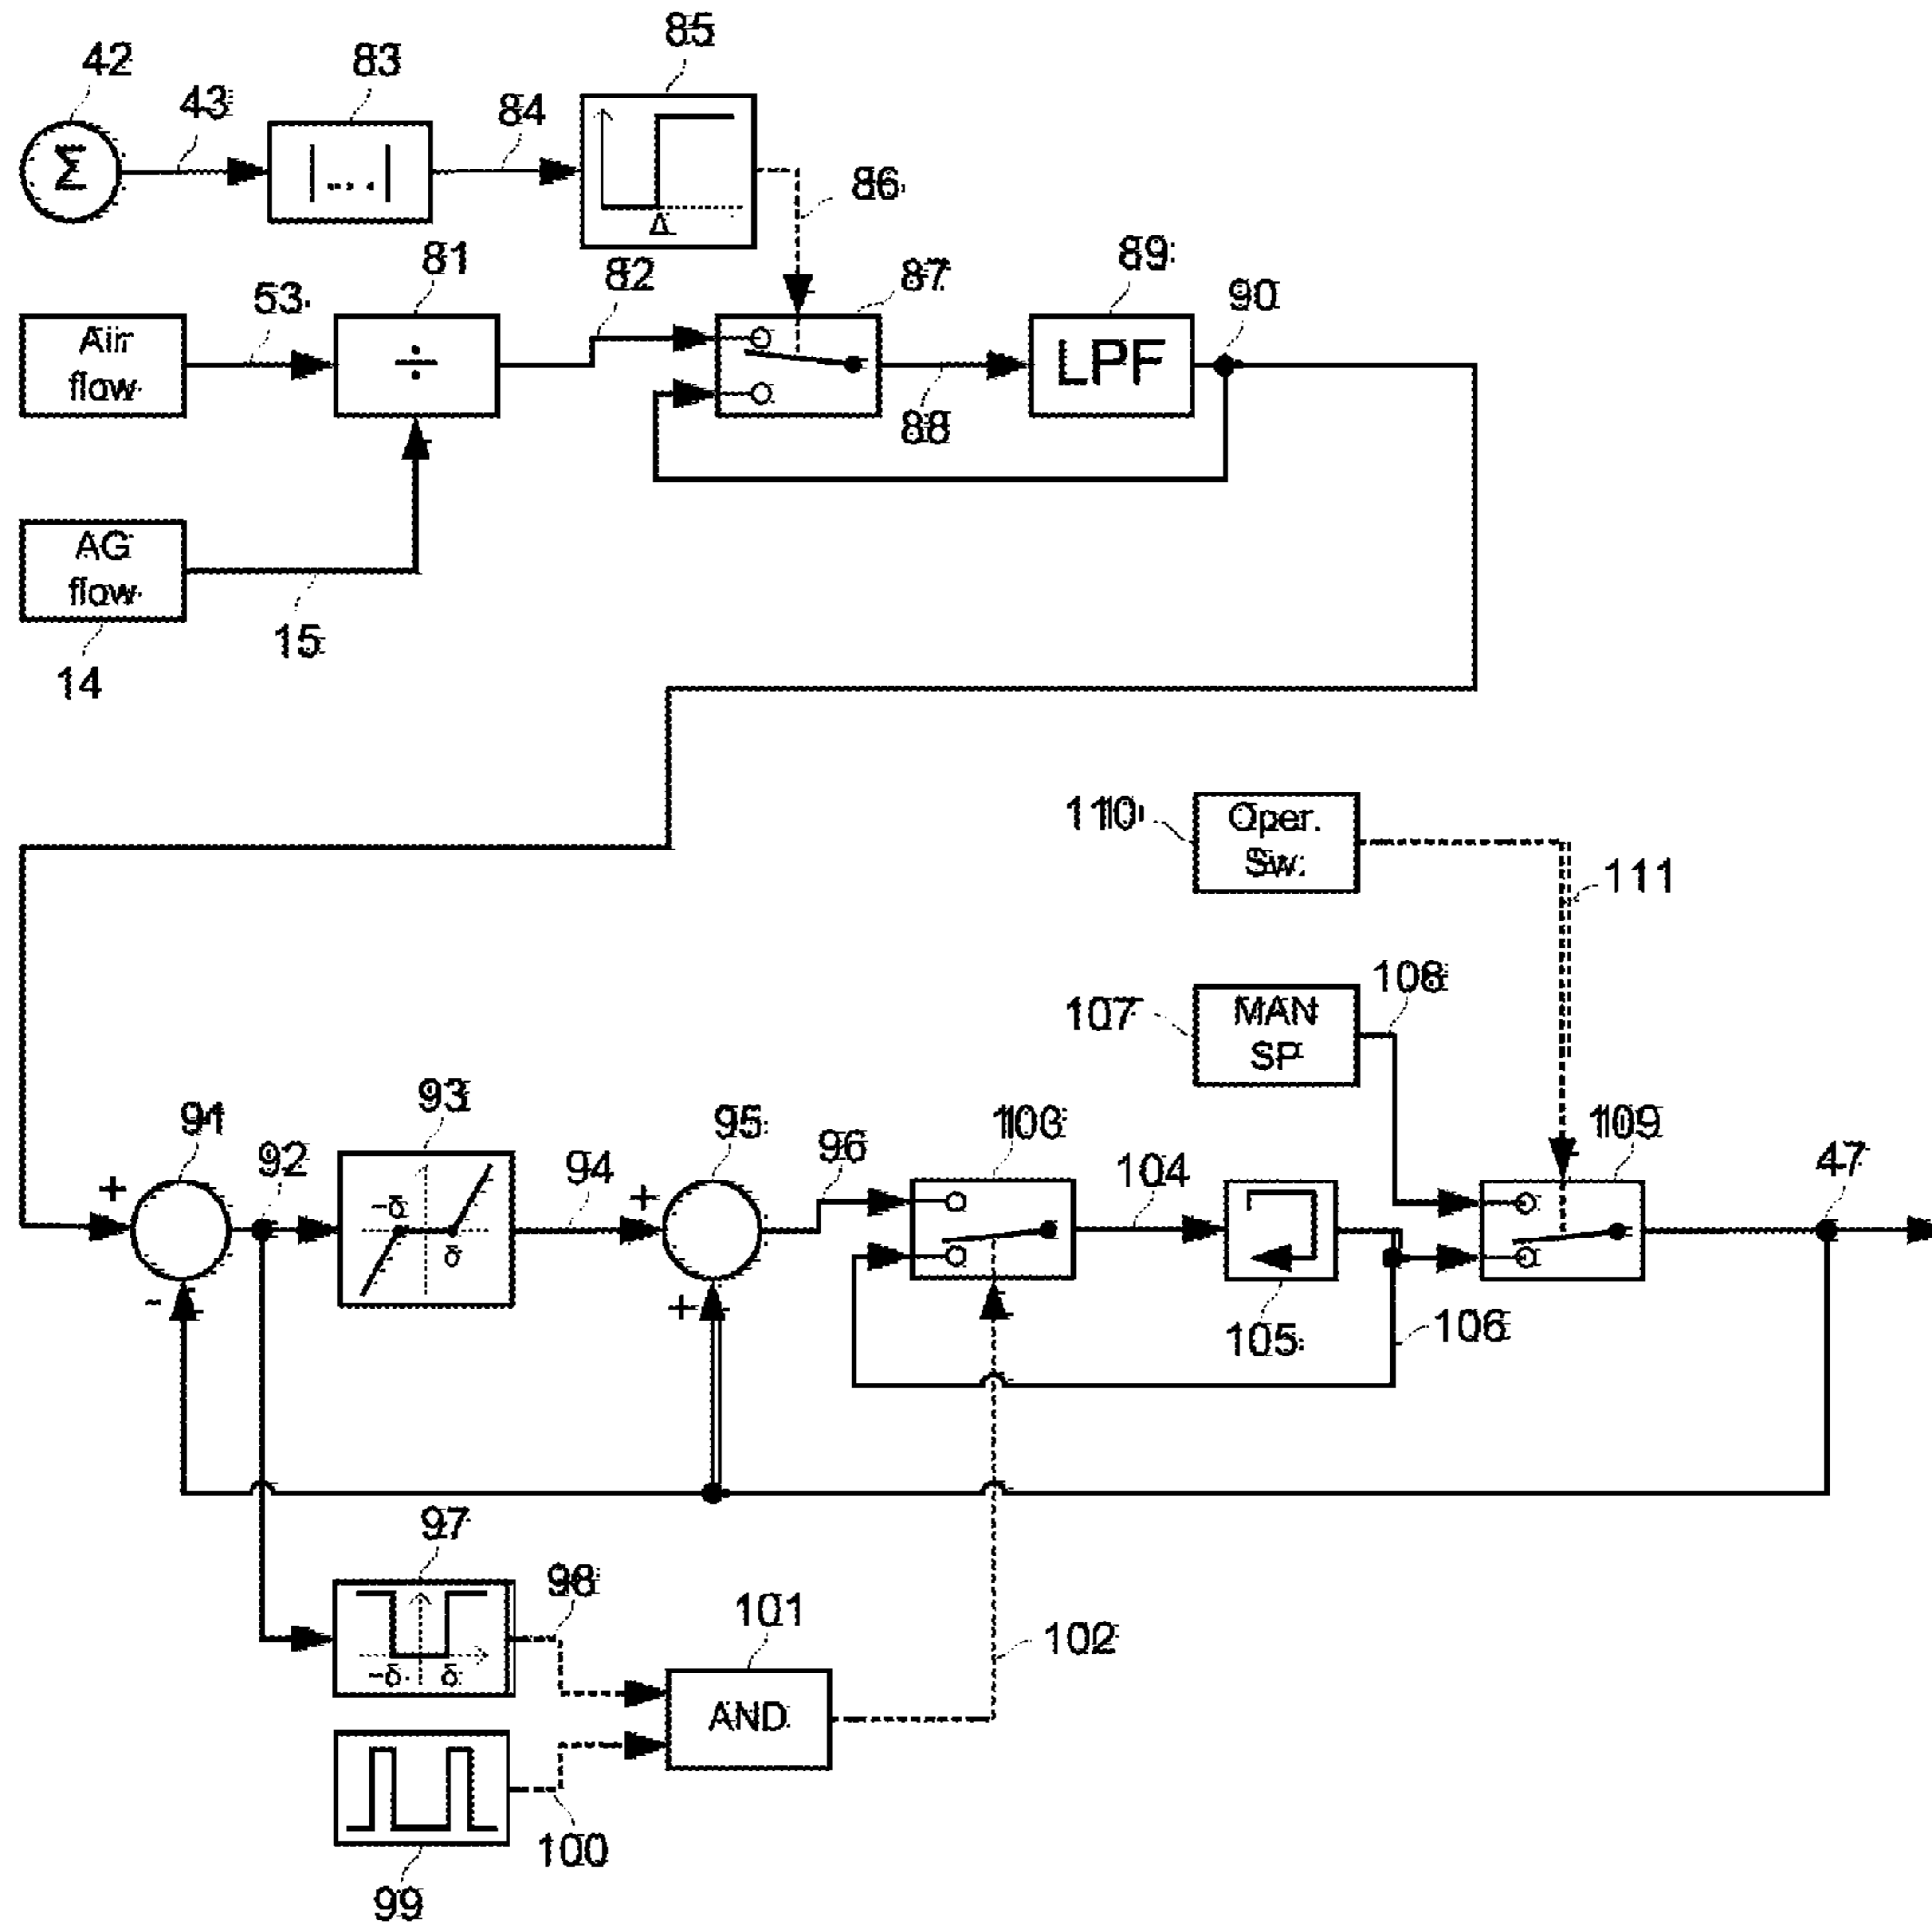 42
43
83
84
85
Σ
|...|
Δ
86
53
81
82
87
89
90
Air
flow
÷
LPF
88
AG
flow
15
14
110
Oper.
Sw.
111
107
MAN
SP
108
91
92
93
94
95
96
103
104
109
47
+
-
-δ
δ
+
+
105
106
97
98
-δ
δ
101
102
AND
99
100